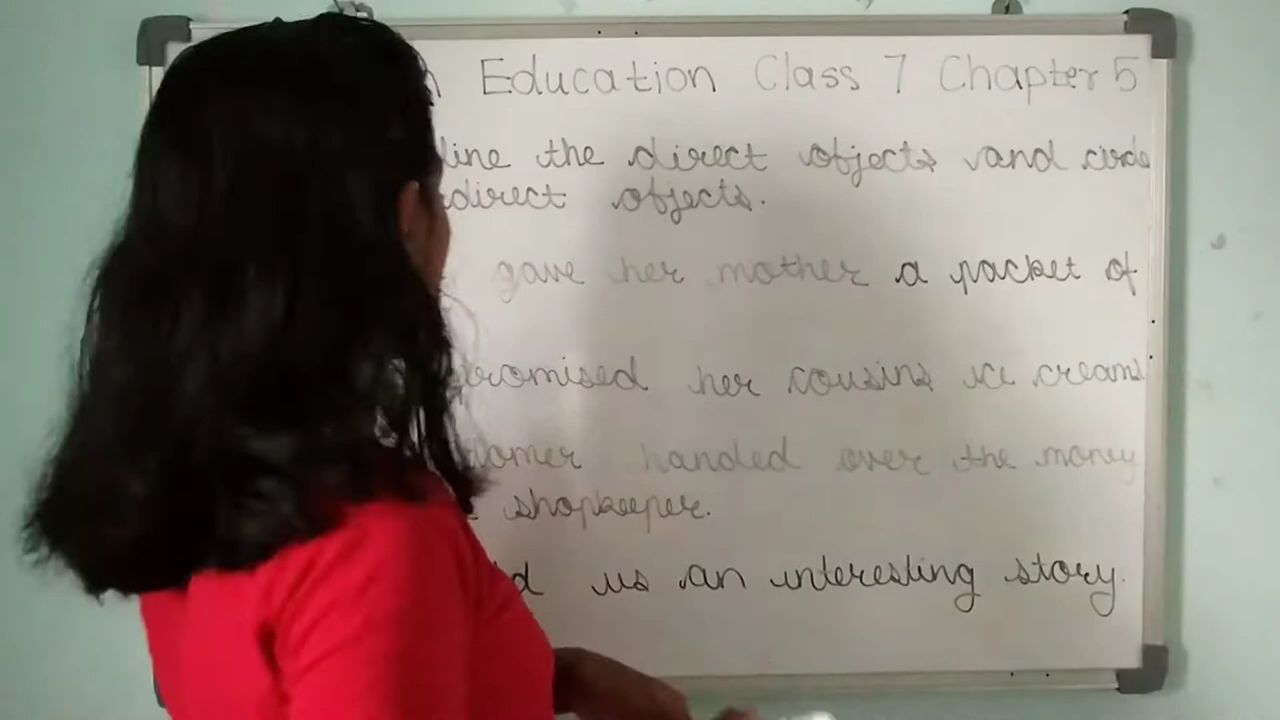 Education Class 7 Chapter 5
line the direct objects and circle
direct objects.
gave her mother a packet of
promised her cousins ice creams
tomer handed over the money
shopkeeper.
us an interesting story.